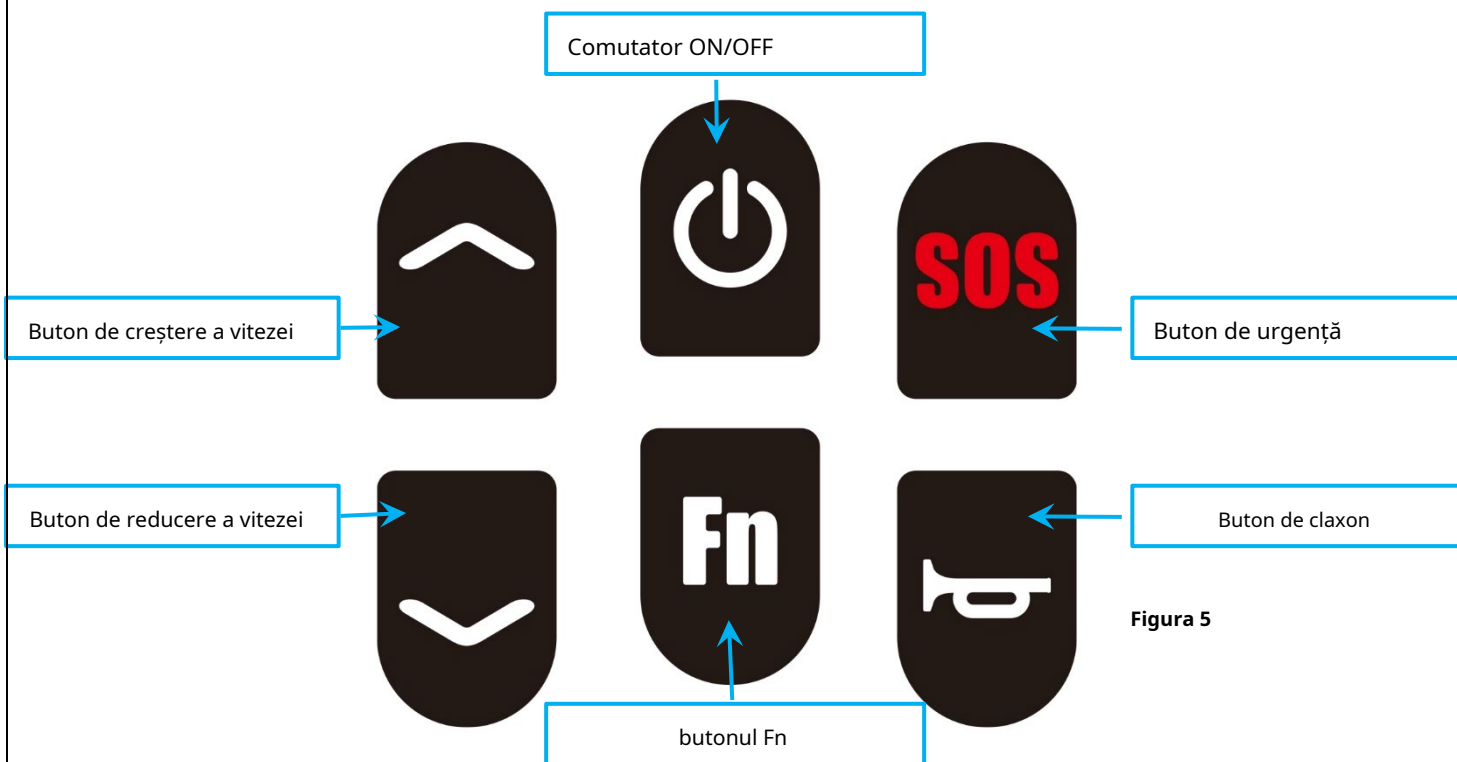 Comutator ON/OFF
SOS
Buton de creștere a vitezei
Buton de urgență
Buton de reducere a vitezei
Fn
Buton de claxon
Figura 5
butonul Fn